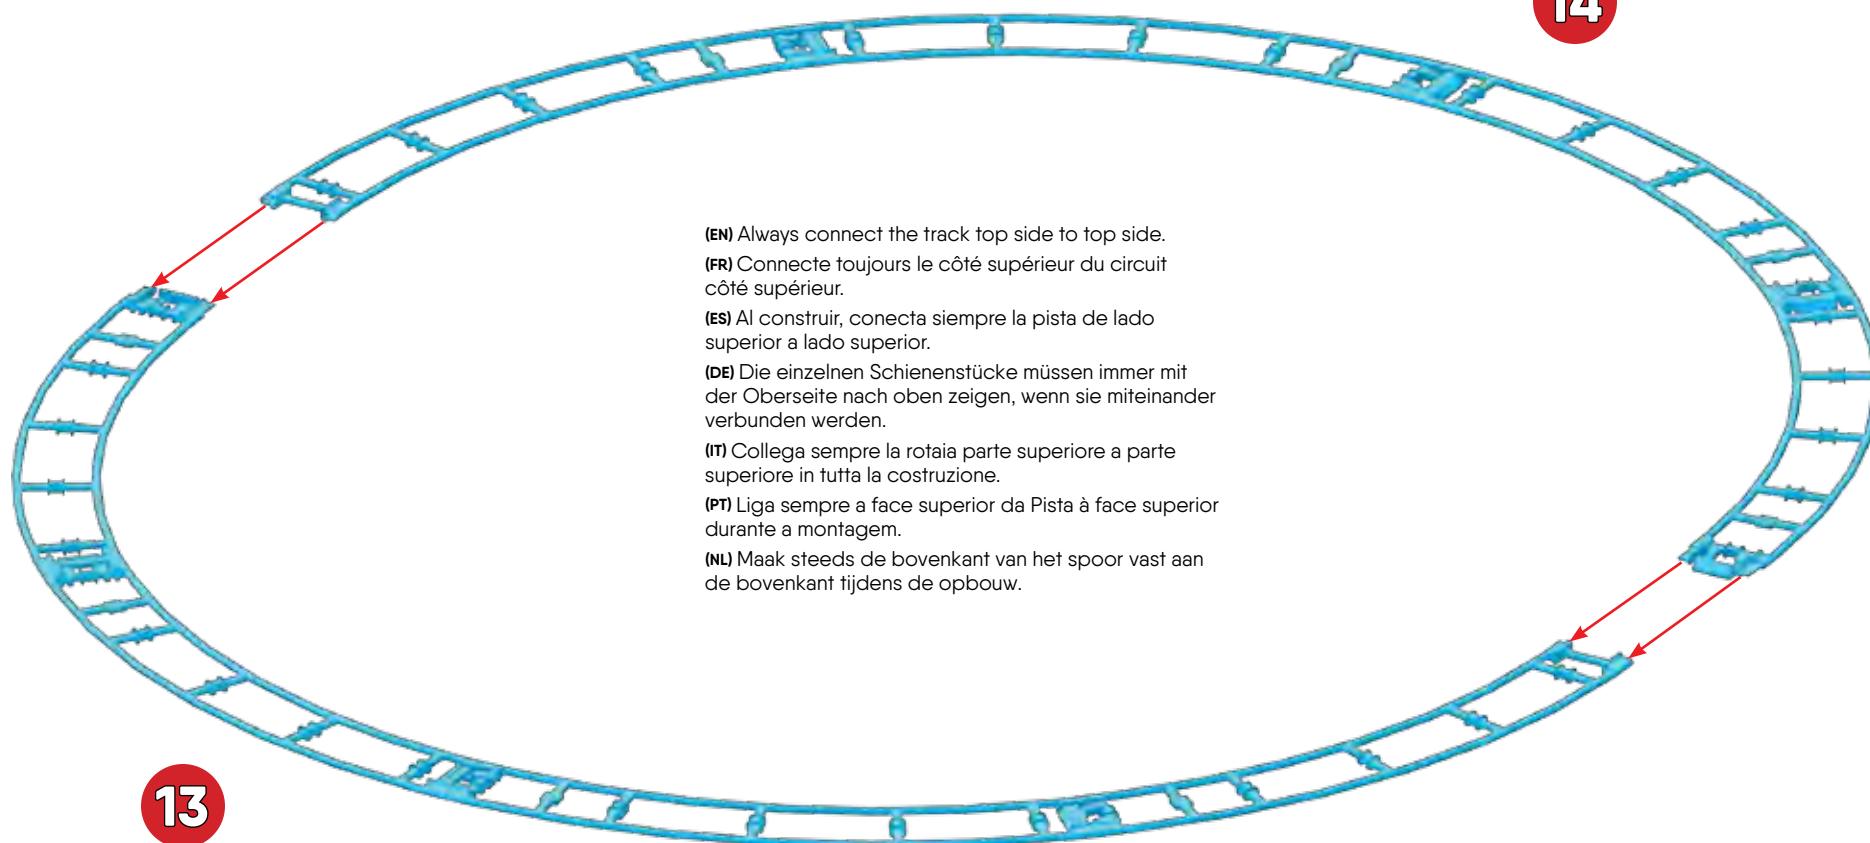 14
(EN) Always connect the track top side to top side.
(FR) Connecte toujours le côté supérieur du circuit
côté supérieur.
(ES) Al construir, conecta siempre la pista de lado
superior a lado superior.
(DE) Die einzelnen Schienenstücke müssen immer mit
der Oberseite nach oben zeigen, wenn sie miteinander
verbunden werden.
(IT) Collega sempre la rotaia parte superiore a parte
superiore in tutta la costruzione.
(PT) Liga sempre a face superior da Pista à face superior
durante a montagem.
(NL) Maak steeds de bovenkant van het spoor vast aan
de bovenkant tijdens de opbouw.
13